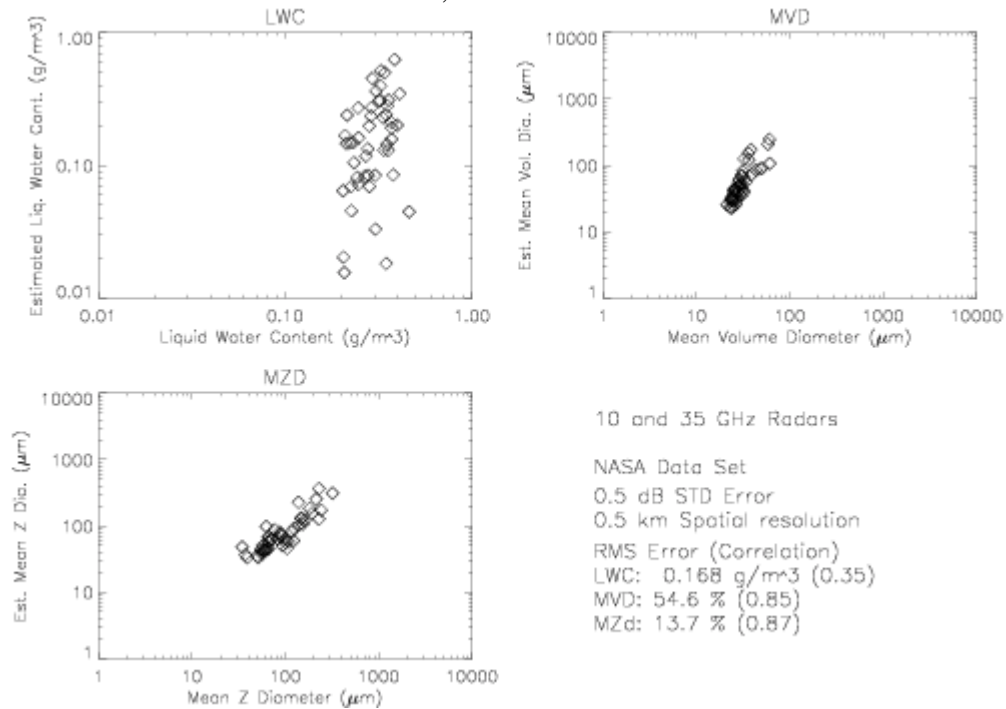 LWC
1.00
0.10
0.01
0.01 0.10 1.00
Estimated Liq. Water Cont. (g/m^3)
Liquid Water Content (g/m^3)
MVD
10000
1000
100
10
1
1 10 100 1000 10000
Est. Mean Vol. Dia. (μm)
Mean Volume Diameter (μm)
MZD
10000
1000
100
10
1
1 10 100 1000 10000
Est. Mean Z Dia. (μm)
Mean Z Diameter (μm)
10 and 35 GHz Radars
NASA Data Set
0.5 dB STD Error
0.5 km Spatial resolution
RMS Error (Correlation)
LWC: 0.168 g/m^3 (0.35)
MVD: 54.6 % (0.85)
MZd: 13.7 % (0.87)